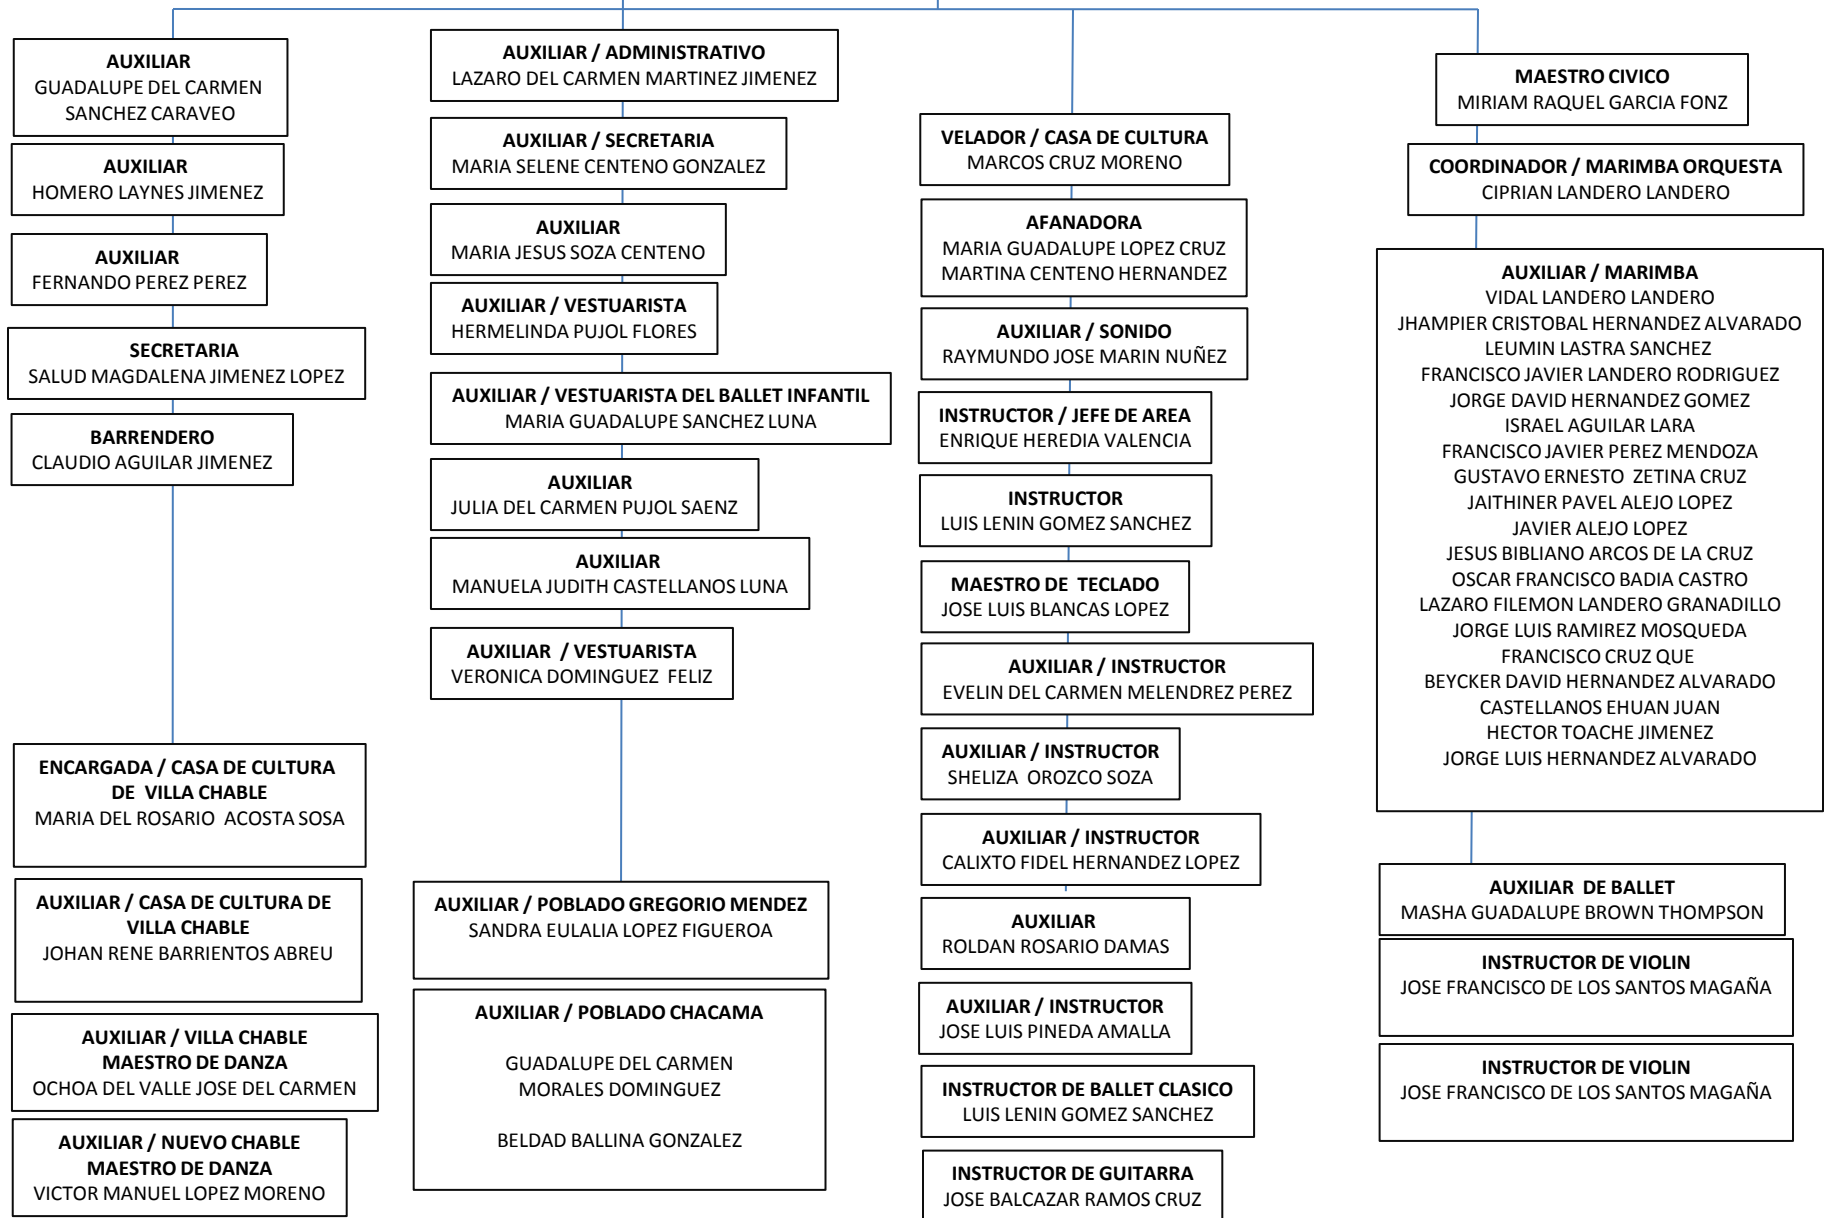 AUXILIAR
GUADALUPE DEL CARMEN
SANCHEZ CARAVEO
AUXILIAR
HOMERO LAYNES JIMENEZ
AUXILIAR
FERNANDO PEREZ PEREZ
SECRETARIA
SALUD MAGDALENA JIMENEZ LOPEZ
BARRENDERO
CLAUDIO AGUILAR JIMENEZ
ENCARGADA / CASA DE CULTURA
DE VILLA CHABLE
MARIA DEL ROSARIO ACOSTA SOSA
AUXILIAR / CASA DE CULTURA DE
VILLA CHABLE
JOHAN RENE BARRIENTOS ABREU
AUXILIAR / VILLA CHABLE
MAESTRO DE DANZA
OCHOA DEL VALLE JOSE DEL CARMEN
AUXILIAR / NUEVO CHABLE
MAESTRO DE DANZA
VICTOR MANUEL LOPEZ MORENO
AUXILIAR / ADMINISTRATIVO
LAZARO DEL CARMEN MARTINEZ JIMENEZ
AUXILIAR / SECRETARIA
MARIA SELENE CENTENO GONZALEZ
AUXILIAR
MARIA JESUS SOZA CENTENO
AUXILIAR / VESTUARISTA
HERMELINDA PUJOL FLORES
AUXILIAR / VESTUARISTA DEL BALLET INFANTIL
MARIA GUADALUPE SANCHEZ LUNA
AUXILIAR
JULIA DEL CARMEN PUJOL SAENZ
AUXILIAR
MANUELA JUDITH CASTELLANOS LUNA
AUXILIAR / VESTUARISTA
VERONICA DOMINGUEZ FELIZ
AUXILIAR / POBLADO GREGORIO MENDEZ
SANDRA EULALIA LOPEZ FIGUEROA
AUXILIAR / POBLADO CHACAMA
GUADALUPE DEL CARMEN
MORALES DOMINGUEZ
BELDAD BALLINA GONZALEZ
VELADOR / CASA DE CULTURA
MARCOS CRUZ MORENO
AFANADORA
MARIA GUADALUPE LOPEZ CRUZ
MARTINA CENTENO HERNANDEZ
AUXILIAR / SONIDO
RAYMUNDO JOSE MARIN NUÑEZ
INSTRUCTOR / JEFE DE AREA
ENRIQUE HEREDIA VALENCIA
INSTRUCTOR
LUIS LENIN GOMEZ SANCHEZ
MAESTRO DE TECLADO
JOSE LUIS BLANCAS LOPEZ
AUXILIAR / INSTRUCTOR
EVELIN DEL CARMEN MELENDREZ PEREZ
AUXILIAR / INSTRUCTOR
SHELIZA OROZCO SOZA
AUXILIAR / INSTRUCTOR
CALIXTO FIDEL HERNANDEZ LOPEZ
AUXILIAR
ROLDAN ROSARIO DAMAS
AUXILIAR / INSTRUCTOR
JOSE LUIS PINEDA AMALLA
INSTRUCTOR DE BALLET CLASICO
LUIS LENIN GOMEZ SANCHEZ
INSTRUCTOR DE GUITARRA
JOSE BALCAZAR RAMOS CRUZ
MAESTRO CIVICO
MIRIAM RAQUEL GARCIA FONZ
COORDINADOR / MARIMBA ORQUESTA
CIPRIAN LANDERO LANDERO
AUXILIAR / MARIMBA
VIDAL LANDERO LANDERO
JHAMPIER CRISTOBAL HERNANDEZ ALVARADO
LEUMIN LASTRA SANCHEZ
FRANCISCO JAVIER LANDERO RODRIGUEZ
JORGE DAVID HERNANDEZ GOMEZ
ISRAEL AGUILAR LARA
FRANCISCO JAVIER PEREZ MENDOZA
GUSTAVO ERNESTO ZETINA CRUZ
JAITHINER PAVEL ALEJO LOPEZ
JAVIER ALEJO LOPEZ
JESUS BIBLIANO ARCOS DE LA CRUZ
OSCAR FRANCISCO BADIA CASTRO
LAZARO FILEMON LANDERO GRANADILLO
JORGE LUIS RAMIREZ MOSQUEDA
FRANCISCO CRUZ QUE
BEYCKER DAVID HERNANDEZ ALVARADO
CASTELLANOS EHUAN JUAN
HECTOR TOACHE JIMENEZ
JORGE LUIS HERNANDEZ ALVARADO
AUXILIAR DE BALLET
MASHA GUADALUPE BROWN THOMPSON
INSTRUCTOR DE VIOLIN
JOSE FRANCISCO DE LOS SANTOS MAGAÑA
INSTRUCTOR DE VIOLIN
JOSE FRANCISCO DE LOS SANTOS MAGAÑA